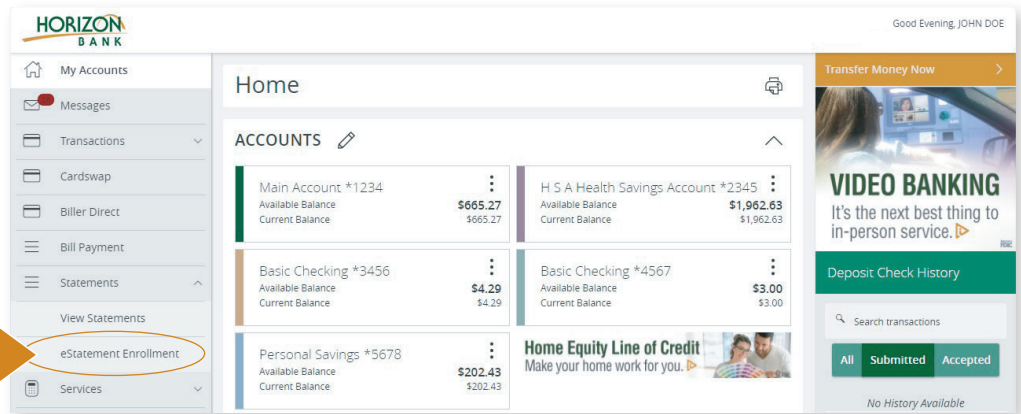 HORIZON
BANK
Good Evening, JOHN DOE
My Accounts
Messages
Transactions
Cardswap
Biller Direct
Bill Payment
Statements
View Statements
eStatement Enrollment
Services
Home
ACCOUNTS
Main Account *1234
Available Balance $665.27
Current Balance $665.27
H S A Health Savings Account *2345
Available Balance $1,962.63
Current Balance $1,962.63
Basic Checking *3456
Available Balance $4.29
Current Balance $4.29
Basic Checking *4567
Available Balance $3.00
Current Balance $3.00
Personal Savings *5678
Available Balance $202.43
Current Balance $202.43
Home Equity Line of Credit
Make your home work for you.
Transfer Money Now
VIDEO BANKING
It's the next best thing to
in-person service.
Deposit Check History
Search transactions
All Submitted Accepted
No History Available